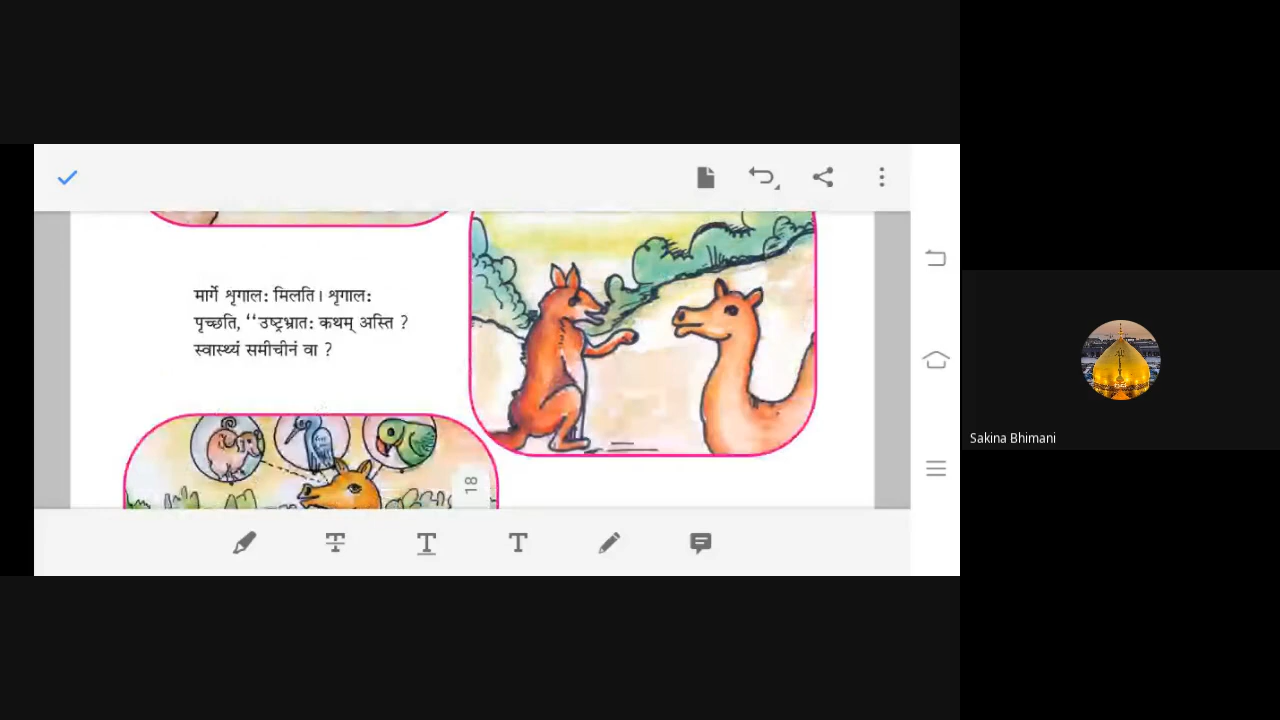 मार्गे शृगालः मिलति। शृगालः
पृच्छति, “उष्ट्रभ्रातः कथम् अस्ति ?
स्वास्थ्यं समीचीनं वा ?
18
Sakina Bhimani